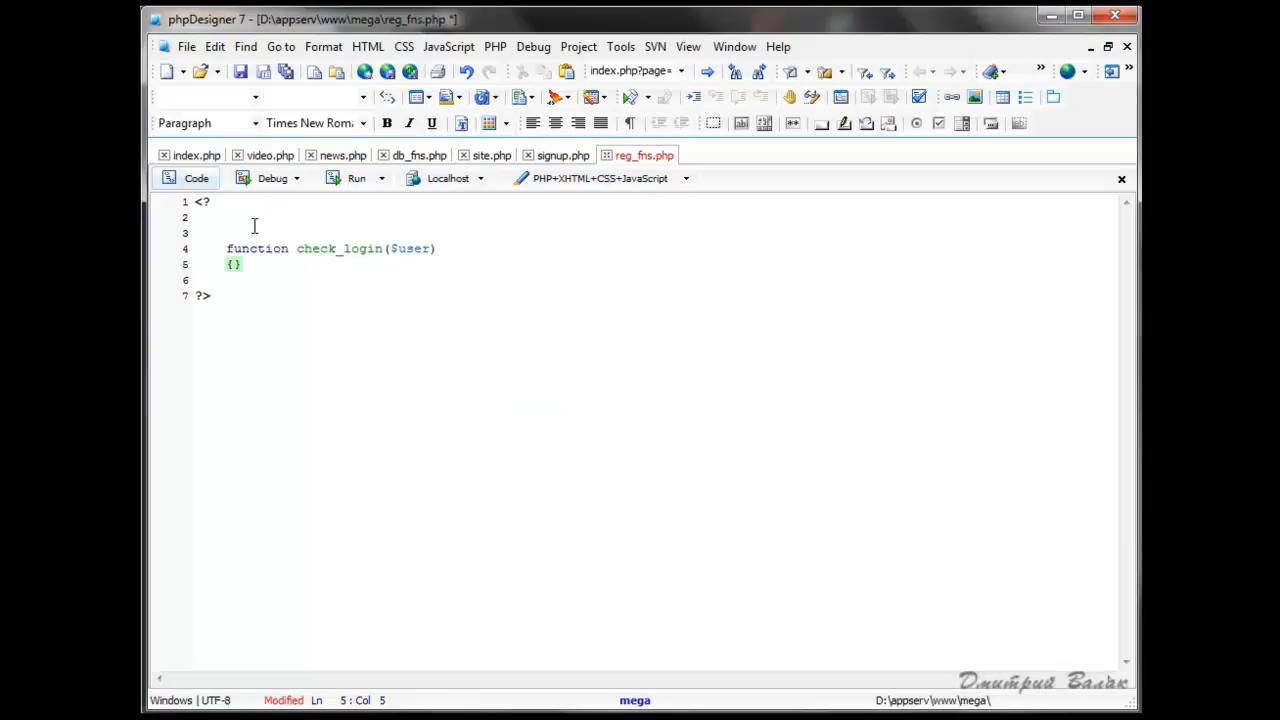 phpDesigner 7 - [D:\appserv\www\mega\reg_fns.php *]
File Edit Find Go to Format HTML CSS JavaScript PHP Debug Project Tools SVN View Window Help
index.php?page=
Paragraph Times New Roma B I U
index.php video.php news.php db_fns.php site.php signup.php reg_fns.php
Code Debug Run Localhost PHP+XHTML+CSS+JavaScript
1 <?
2
3
4 function check_login($user)
5 {}
6
7 ?>
Дмитрий Валак
Windows | UTF-8 Modified Ln 5 : Col 5 mega D:\appserv\www\mega\